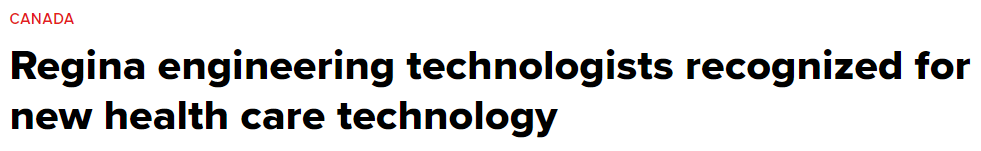 CANADA
Regina engineering technologists recognized for
new health care technology